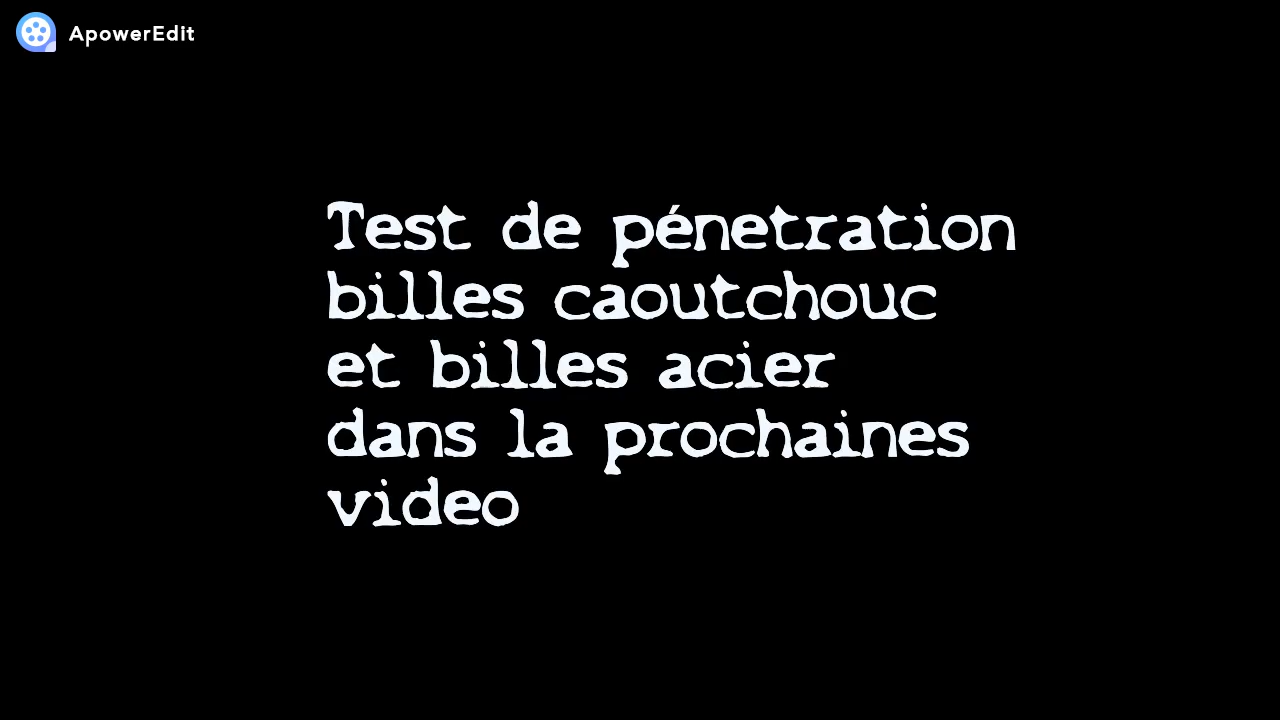 ApowerEdit
Test de pénetration
billes caoutchouc
et billes acier
dans la prochaines
video